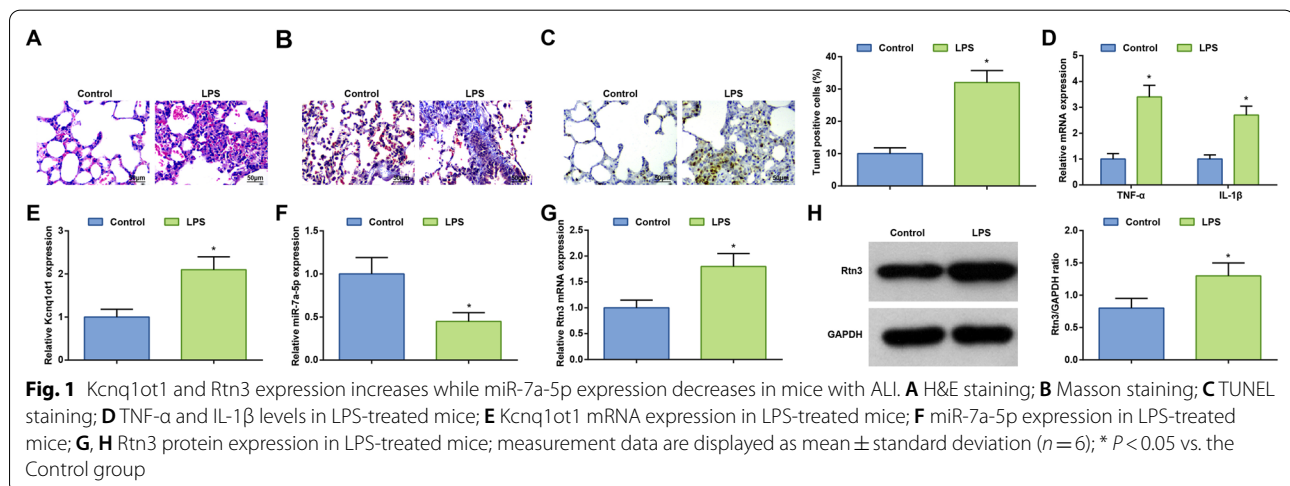 A
B
C
D
Control
LPS
Control
LPS
Control
LPS
50μm
50μm
50μm
50μm
50μm
50μm
Control
LPS
Tunel positive cells (%)
40
30
20
10
0
*
Control
LPS
Relative mRNA expression
5
4
3
2
1
0
*
*
TNF-α
IL-1β
E
Control
LPS
Relative Kcnq1ot1 expression
3
2
1
0
*
F
Control
LPS
Relative miR-7a-5p expression
1.5
1.0
0.5
0.0
*
G
Control
LPS
Relative Rtn3 mRNA expression
2.5
2.0
1.5
1.0
0.5
0.0
*
H
Control
LPS
Rtn3
GAPDH
Control
LPS
Rtn3/GAPDH ratio
2.0
1.5
1.0
0.5
0.0
*
Fig. 1 Kcnq1ot1 and Rtn3 expression increases while miR-7a-5p expression decreases in mice with ALI. A H&E staining; B Masson staining; C TUNEL
staining; D TNF-α and IL-1β levels in LPS-treated mice; E Kcnq1ot1 mRNA expression in LPS-treated mice; F miR-7a-5p expression in LPS-treated
mice; G, H Rtn3 protein expression in LPS-treated mice; measurement data are displayed as mean ± standard deviation (n = 6); * P < 0.05 vs. the
Control group